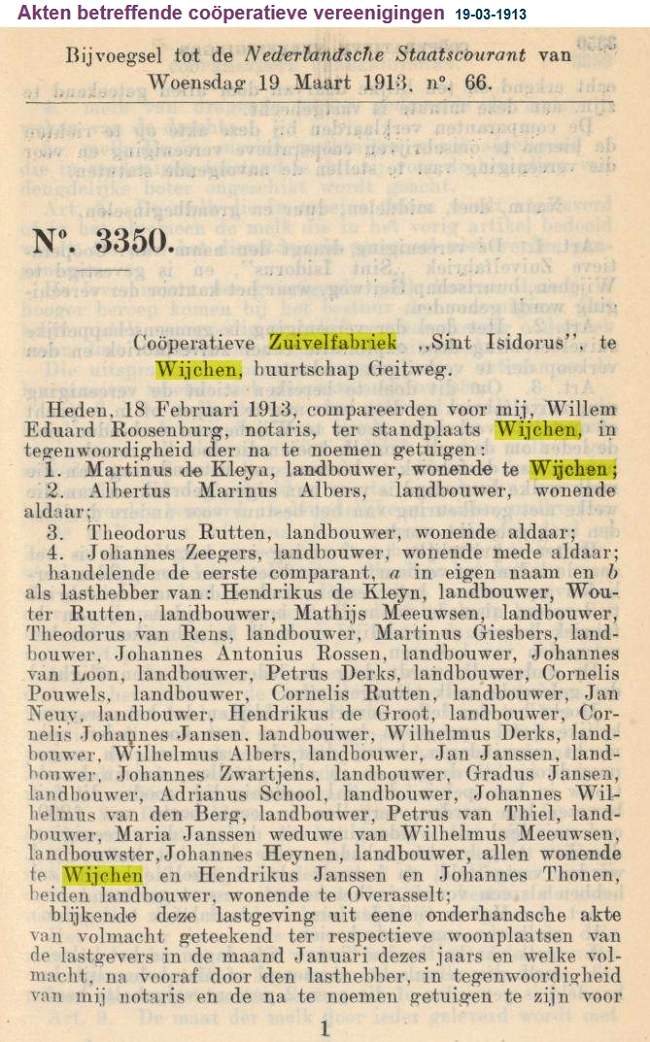 Akten betreffende coöperatieve vereenigingen 19-03-1913
Bijvoegsel tot de Nederlandsche Staatscourant van
Woensdag 19 Maart 1913, nº. 66.
Nº. 3350.
Coöperatieve Zuivelfabriek „Sint Isidorus”, te
Wijchen, buurtschap Geitweg.
Heden, 18 Februari 1913, compareerden voor mij, Willem
Eduard Roosenburg, notaris, ter standplaats Wijchen, in
tegenwoordigheid der na te noemen getuigen:
1. Martinus de Kleyn, landbouwer, wonende te Wijchen;
2. Albertus Marinus Albers, landbouwer, wonende
aldaar;
3. Theodorus Rutten, landbouwer, wonende aldaar;
4. Johannes Zeegers, landbouwer, wonende mede aldaar;
handelende de eerste comparant, a in eigen naam en b
als lasthebber van: Hendrikus de Kleyn, landbouwer, Wou-
ter Rutten, landbouwer, Mathijs Meeuwsen, landbouwer,
Theodorus van Rens, landbouwer, Martinus Giesbers, land-
bouwer, Johannes Antonius Rossen, landbouwer, Johannes
van Loon, landbouwer, Petrus Derks, landbouwer, Cornelis
Pouwels, landbouwer, Cornelis Rutten, landbouwer, Jan
Neuy, landbouwer, Hendrikus de Groot, landbouwer, Cor-
nelis Johannes Jansen, landbouwer, Wilhelmus Derks, land-
bouwer, Wilhelmus Albers, landbouwer, Jan Janssen, land-
bouwer, Johannes Zwartjens, landbouwer, Gradus Jansen,
landbouwer, Adrianus School, landbouwer, Johannes Wil-
helmus van den Berg, landbouwer, Petrus van Thiel, land-
bouwer, Maria Janssen weduwe van Wilhelmus Meeuwsen,
landbouwster, Johannes Heynen, landbouwer, allen wonende
te Wijchen en Hendrikus Janssen en Johannes Thonen,
beiden landbouwer, wonende te Overasselt;
blijkende deze lastgeving uit eene onderhandsche akte
van volmacht geteekend ter respectieve woonplaatsen van
de lastgevers in de maand Januari dezes jaars en welke vol-
macht, na vooraf door den lasthebber, in tegenwoordigheid
van mij notaris en de na te noemen getuigen te zijn voor
1